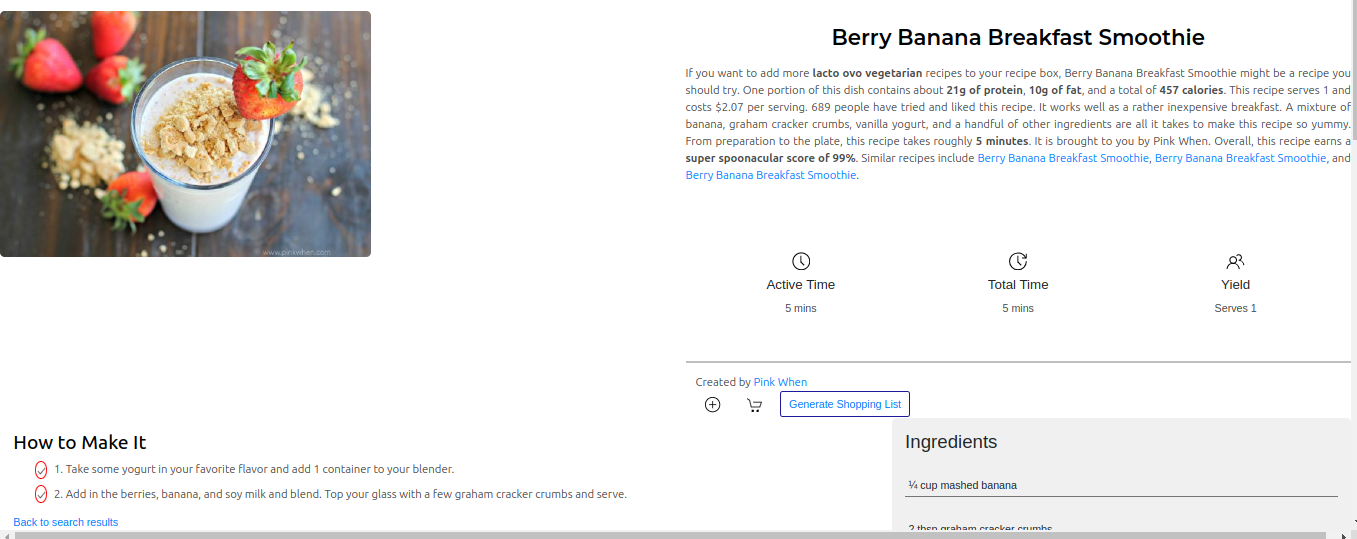 www.pinkwhen.com
Berry Banana Breakfast Smoothie
If you want to add more lacto ovo vegetarian recipes to your recipe box, Berry Banana Breakfast Smoothie might be a recipe you
should try. One portion of this dish contains about 21g of protein, 10g of fat, and a total of 457 calories. This recipe serves 1 and
costs $2.07 per serving. 689 people have tried and liked this recipe. It works well as a rather inexpensive breakfast. A mixture of
banana, graham cracker crumbs, vanilla yogurt, and a handful of other ingredients are all it takes to make this recipe so yummy.
From preparation to the plate, this recipe takes roughly 5 minutes. It is brought to you by Pink When. Overall, this recipe earns a
super spoonacular score of 99%. Similar recipes include Berry Banana Breakfast Smoothie, Berry Banana Breakfast Smoothie, and
Berry Banana Breakfast Smoothie.
Active Time
5 mins
Total Time
5 mins
Yield
Serves 1
Created by Pink When
Generate Shopping List
How to Make It
1. Take some yogurt in your favorite flavor and add 1 container to your blender.
2. Add in the berries, banana, and soy milk and blend. Top your glass with a few graham cracker crumbs and serve.
Back to search results
Ingredients
¼ cup mashed banana
2 tbsp graham cracker crumbs